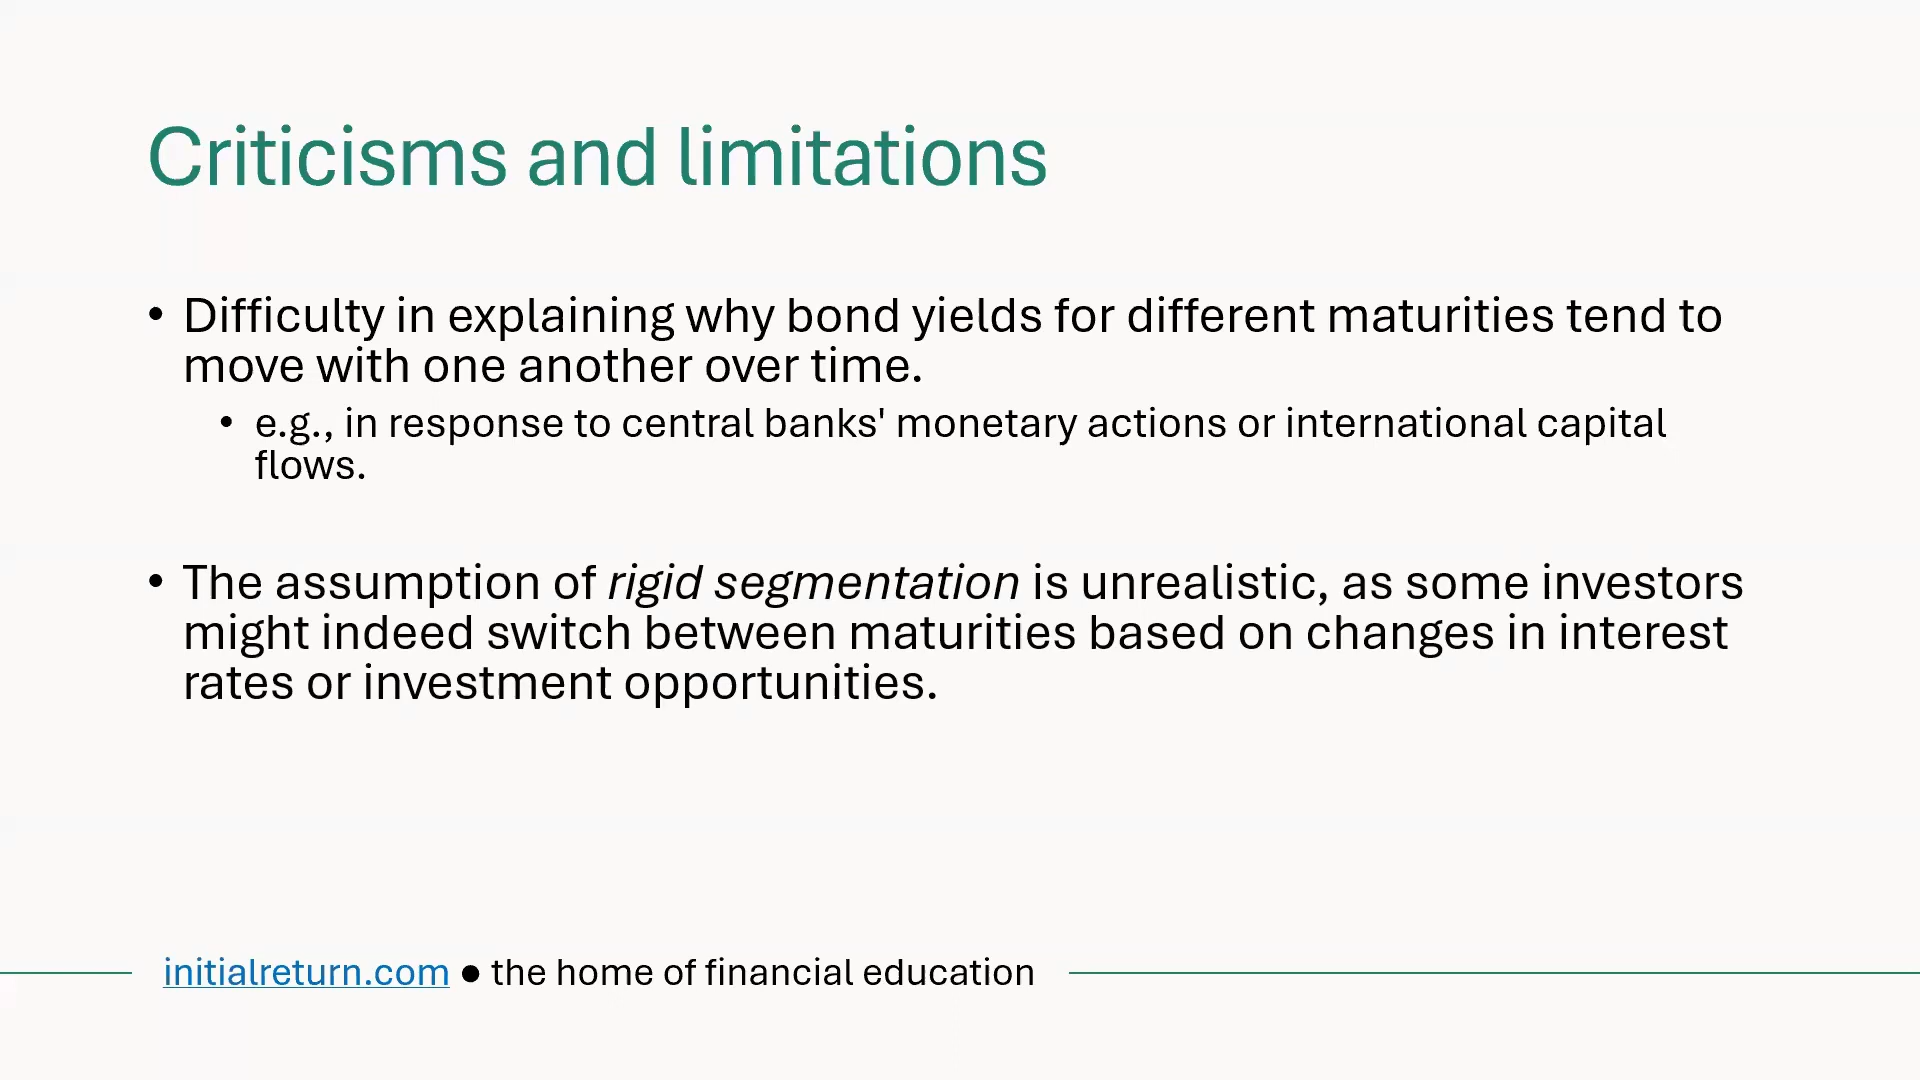 Criticisms and limitations
• Difficulty in explaining why bond yields for different maturities tend to
move with one another over time.
• e.g., in response to central banks' monetary actions or international capital
flows.
• The assumption of rigid segmentation is unrealistic, as some investors
might indeed switch between maturities based on changes in interest
rates or investment opportunities.
initialreturn.com ● the home of financial education